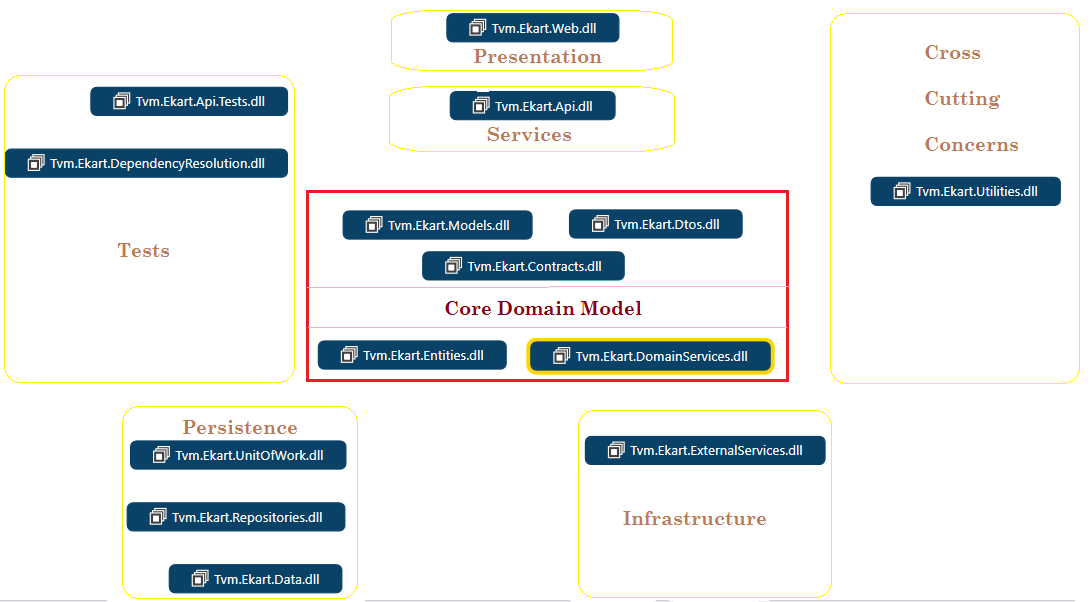 Tvm.Ekart.Web.dll
Presentation
Tvm.Ekart.Api.dll
Services
Cross
Cutting
Concerns
Tvm.Ekart.Utilities.dll
Tvm.Ekart.Api.Tests.dll
Tvm.Ekart.DependencyResolution.dll
Tests
Tvm.Ekart.Models.dll
Tvm.Ekart.Dtos.dll
Tvm.Ekart.Contracts.dll
Core Domain Model
Tvm.Ekart.Entities.dll
Tvm.Ekart.DomainServices.dll
Persistence
Tvm.Ekart.UnitOfWork.dll
Tvm.Ekart.Repositories.dll
Tvm.Ekart.Data.dll
Tvm.Ekart.ExternalServices.dll
Infrastructure